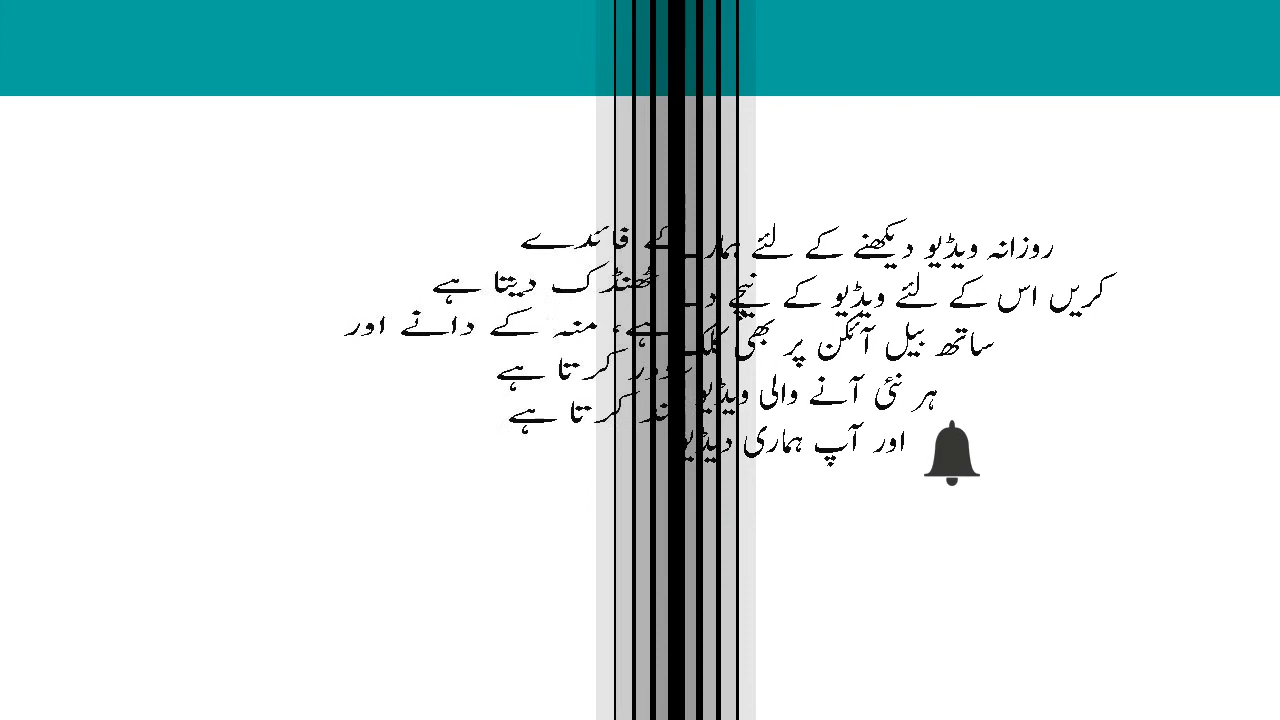 روزانہ ویڈیو دیکھنے کے لئے
کریں اس کے لئے ویڈیو کے نیچے
ساتھ بیل آئکن پر بھی کلک
ہر نئی آنے والی ویڈیو
اور آپ ہماری ویڈیو
کے فائدے
ٹھنڈک دیتا ہے
ہے، منہ کے دانے اور
دور کرتا ہے
کرتا ہے